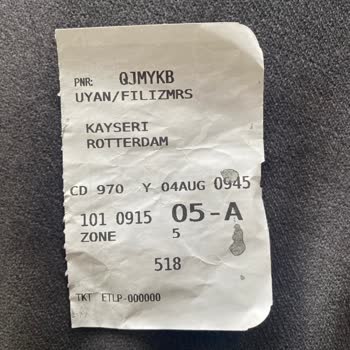 PNR: QJMYKB
UYAN/FILIZMRS
KAYSERI
ROTTERDAM
CD 970 Y 04AUG 0945
101 0915 05-A
ZONE 5
518
TKT ETLP-000000